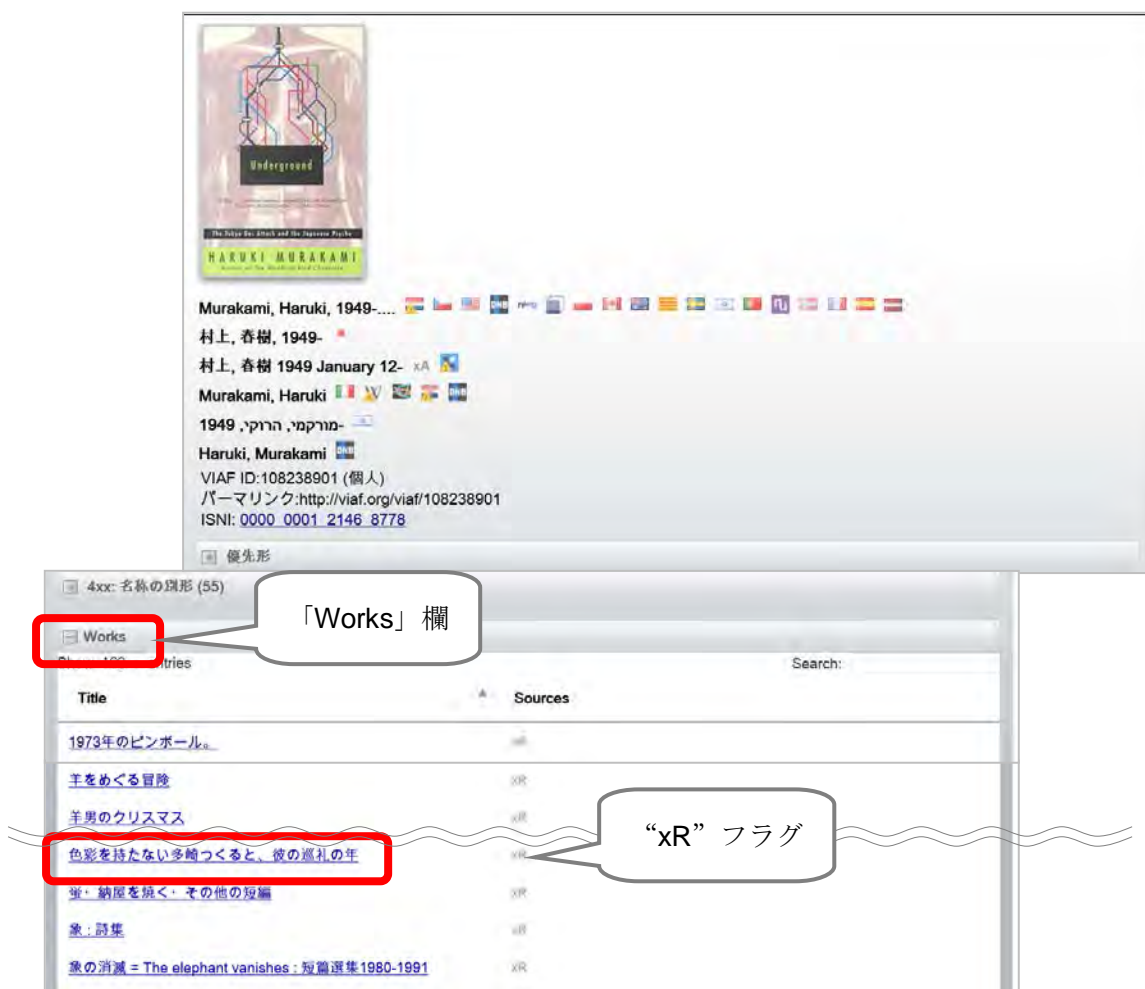 Underground
The Tokyo Gas Attack and the Japanese Psyche
HARUKI MURAKAMI
Murakami, Haruki, 1949-....
村上, 春樹, 1949-
村上, 春樹 1949 January 12- xA
Murakami, Haruki
מורקמי, הרוקי, 1949-
Haruki, Murakami
VIAF ID:108238901 (個人)
パーマリンク:http://viaf.org/viaf/108238901
ISNI: 0000 0001 2146 8778
優先形
4xx: 名称の別形 (55)
「Works」欄
Works
Search:
Title Sources
1973年のピンボール。
羊をめぐる冒険 xR
羊男のクリスマス xR
“xR”フラグ
色彩を持たない多崎つくると、彼の巡礼の年 xR
蛍・納屋を焼く・その他の短編 xR
象 : 詩集 xR
象の消滅 = The elephant vanishes : 短篇選集1980-1991 xR